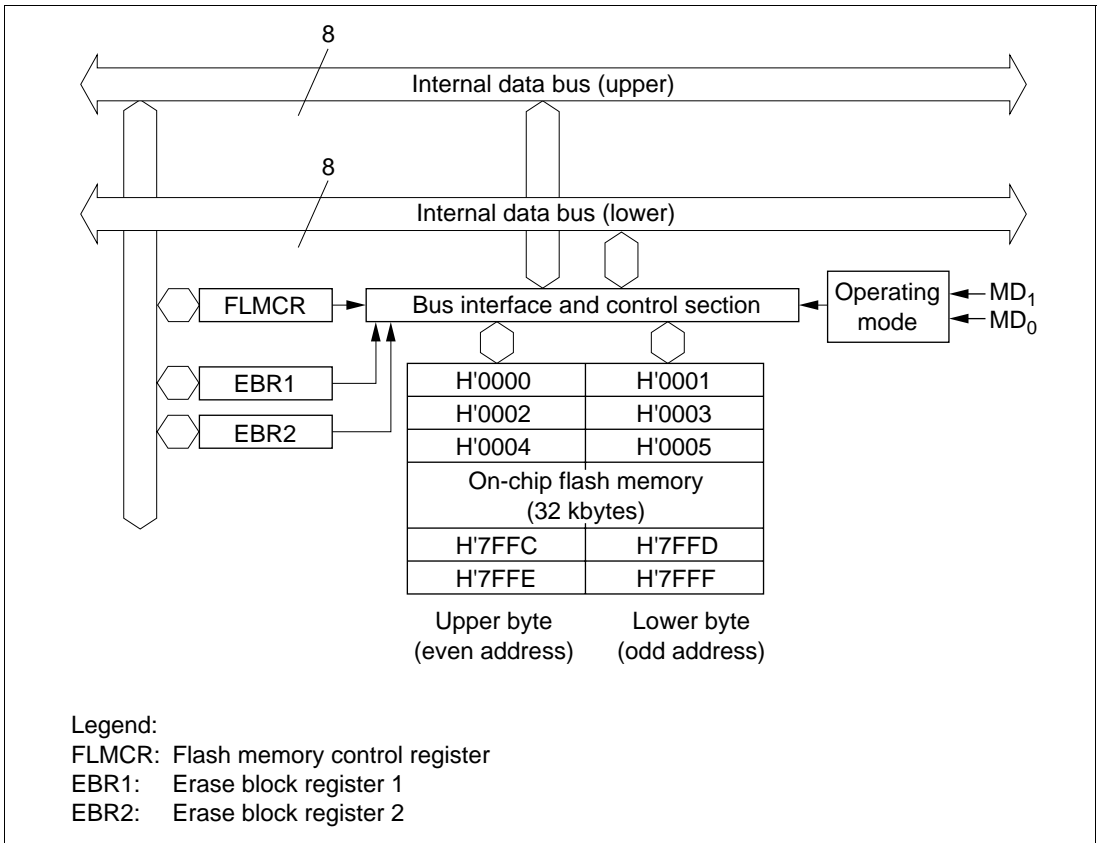 8
Internal data bus (upper)
8
Internal data bus (lower)
FLMCR
Bus interface and control section
Operating
mode
MD1
MD0
EBR1
EBR2
H'0000 H'0001
H'0002 H'0003
H'0004 H'0005
On-chip flash memory
(32 kbytes)
H'7FFC H'7FFD
H'7FFE H'7FFF
Upper byte
(even address)
Lower byte
(odd address)
Legend:
FLMCR: Flash memory control register
EBR1: Erase block register 1
EBR2: Erase block register 2